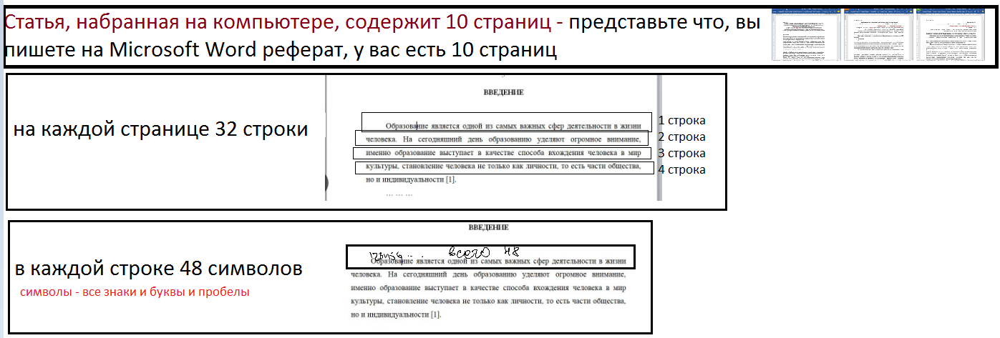 Статья, набранная на компьютере, содержит 10 страниц - представьте что, вы
пишете на Microsoft Word реферат, у вас есть 10 страниц
на каждой странице 32 строки
ВВЕДЕНИЕ
Образование является одной из самых важных сфер деятельности в жизни
человека. На сегодняшний день образованию уделяют огромное внимание,
именно образование выступает в качестве способа вхождения человека в мир
культуры, становление человека не только как личности, то есть части общества,
но и индивидуальности [1].
... ... ...
1 строка
2 строка
3 строка
4 строка
в каждой строке 48 символов
символы - все знаки и буквы и пробелы
ВВЕДЕНИЕ
всего 48
Образование является одной из самых важных сфер деятельности в жизни
человека. На сегодняшний день образованию уделяют огромное внимание,
именно образование выступает в качестве способа вхождения человека в мир
культуры, становление человека не только как личности, то есть части общества,
но и индивидуальности [1].